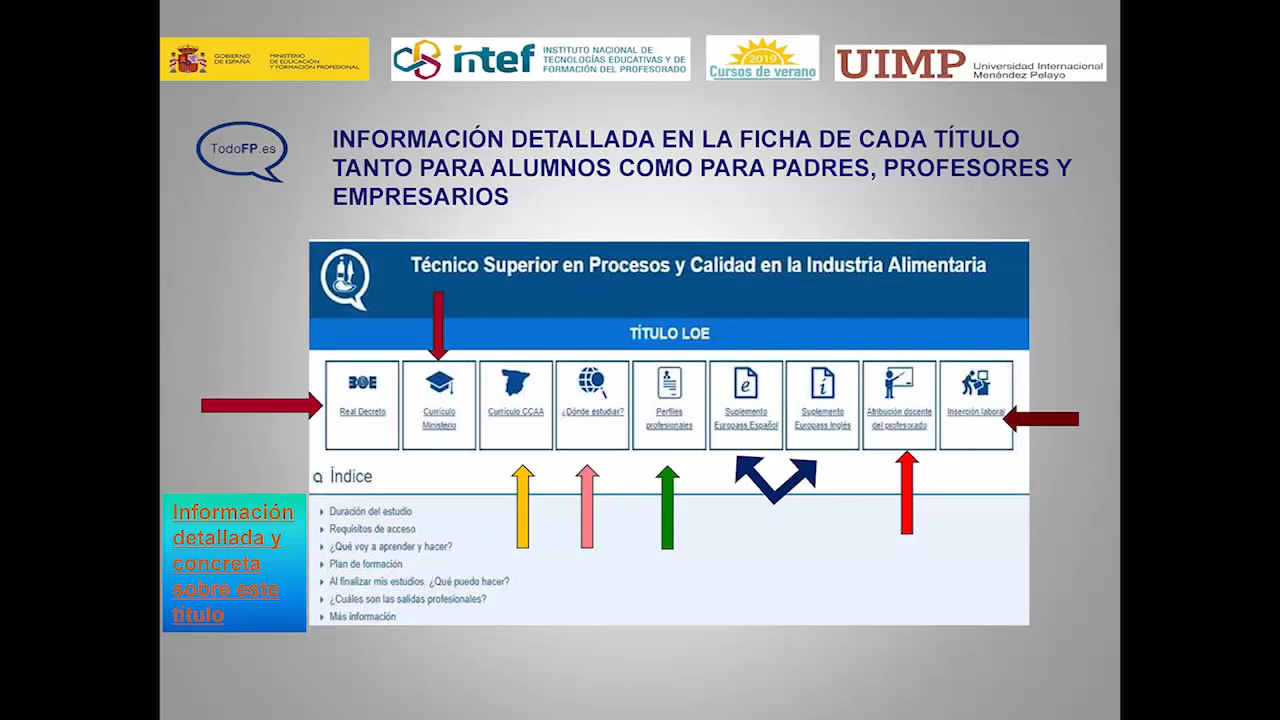 GOBIERNO
DE ESPAÑA
MINISTERIO
DE EDUCACIÓN
Y FORMACIÓN PROFESIONAL
intef
INSTITUTO NACIONAL DE
TECNOLOGÍAS EDUCATIVAS Y DE
FORMACIÓN DEL PROFESORADO
2019
Cursos de verano
UIMP
Universidad Internacional
Menéndez Pelayo
TodoFP.es
INFORMACIÓN DETALLADA EN LA FICHA DE CADA TÍTULO
TANTO PARA ALUMNOS COMO PARA PADRES, PROFESORES Y
EMPRESARIOS
Técnico Superior en Procesos y Calidad en la Industria Alimentaria
TÍTULO LOE
BOE
Real Decreto
Currículo
Ministerio
Currículo CCAA
¿Dónde estudiar?
Perfiles
profesionales
e
Suplemento
Europass Español
i
Suplemento
Europass Inglés
Atribución docente
del profesorado
Inserción laboral
Índice
Duración del estudio
Requisitos de acceso
¿Qué voy a aprender y hacer?
Plan de formación
Al finalizar mis estudios. ¿Qué puedo hacer?
¿Cuáles son las salidas profesionales?
Más información
Información
detallada y
concreta
sobre este
título